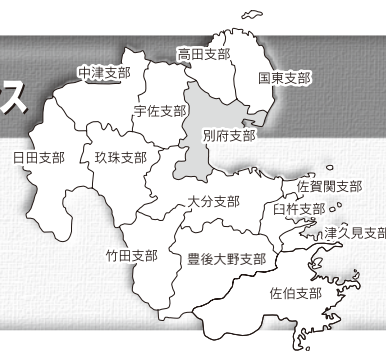 ンス
高田支部
中津支部
国東支部
宇佐支部
別府支部
日田支部
玖珠支部
佐賀関支部
大分支部
臼杵支部
津久見支部
竹田支部
豊後大野支部
佐伯支部